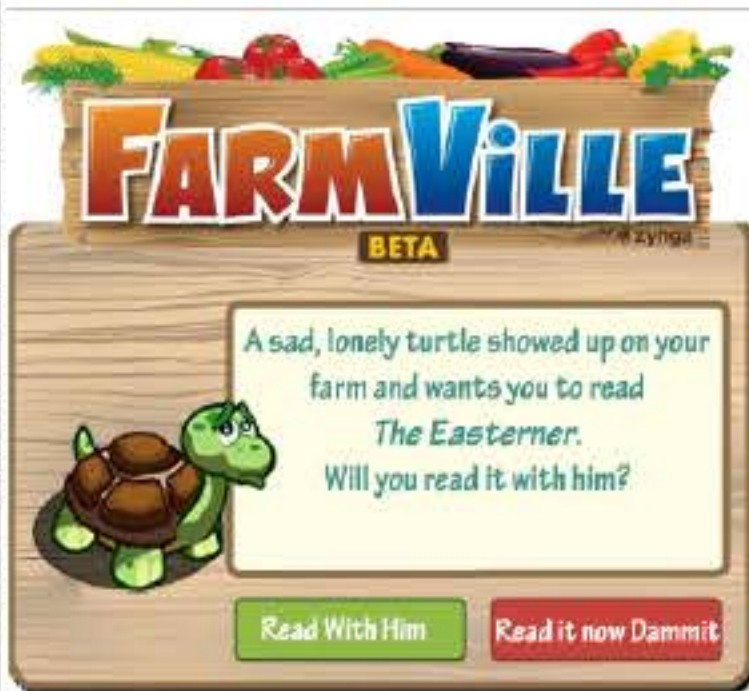 FARMVILLE
zynga
BETA
A sad, lonely turtle showed up on your
farm and wants you to read
The Easterner.
Will you read it with him?
Read With Him
Read it now Dammit